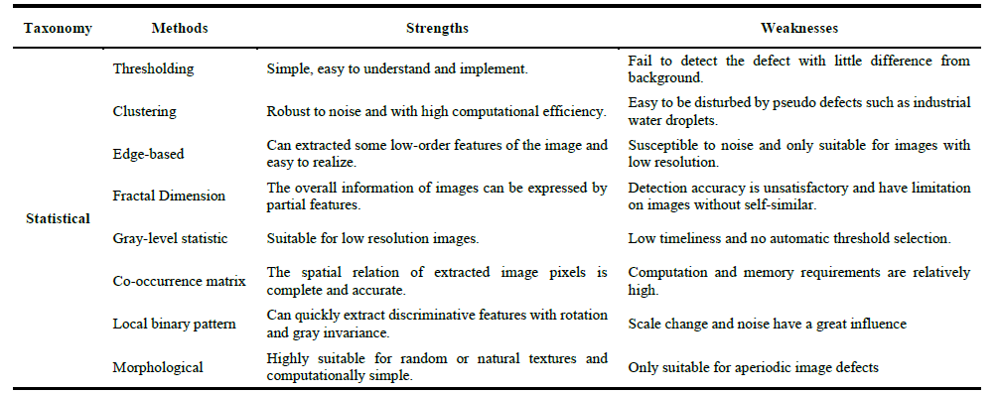 Taxonomy Methods Strengths Weaknesses
Thresholding Simple, easy to understand and implement. Fail to detect the defect with little difference from
background.
Clustering Robust to noise and with high computational efficiency. Easy to be disturbed by pseudo defects such as industrial
water droplets.
Edge-based Can extracted some low-order features of the image and
easy to realize. Susceptible to noise and only suitable for images with
low resolution.
Fractal Dimension The overall information of images can be expressed by
partial features. Detection accuracy is unsatisfactory and have limitation
on images without self-similar.
Statistical
Gray-level statistic Suitable for low resolution images. Low timeliness and no automatic threshold selection.
Co-occurrence matrix The spatial relation of extracted image pixels is
complete and accurate. Computation and memory requirements are relatively
high.
Local binary pattern Can quickly extract discriminative features with rotation
and gray invariance. Scale change and noise have a great influence
Morphological Highly suitable for random or natural textures and
computationally simple. Only suitable for aperiodic image defects